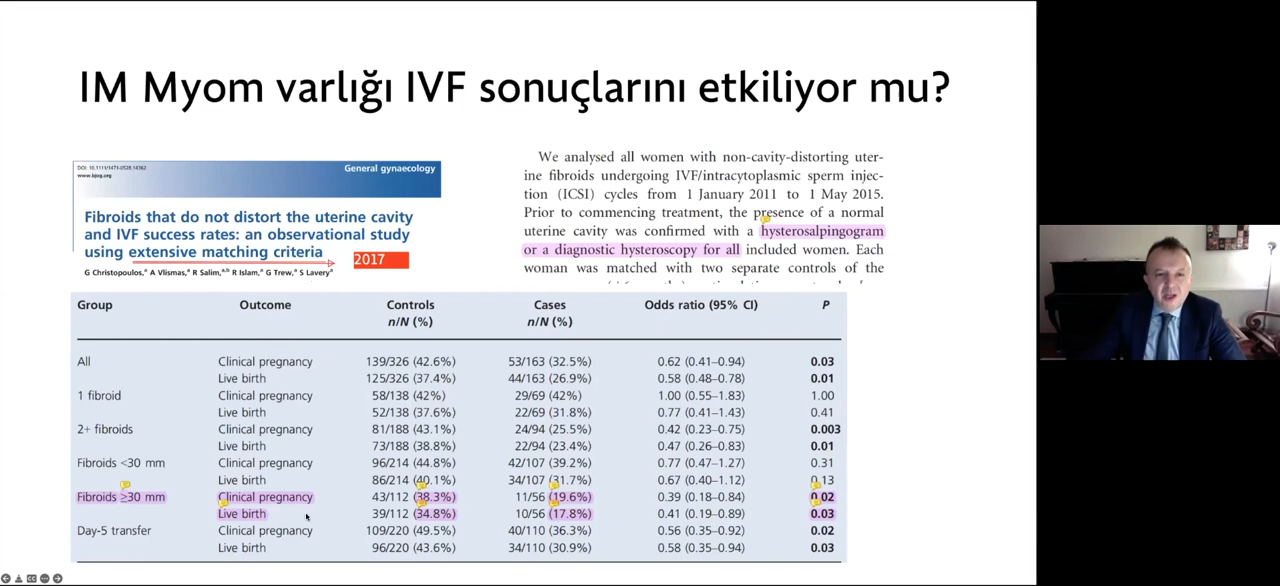 IM Myom varlığı IVF sonuçlarını etkiliyor mu?
DOI: 10.1111/1471-0528.14362
www.bjog.org
General gynaecology
Fibroids that do not distort the uterine cavity
and IVF success rates: an observational study
using extensive matching criteria
2017
G Christopoulos,ᵃ A Vlismas,ᵃ R Salim,ᵃ,ᵇ R Islam,ᵃ G Trew,ᵃ S Laveryᵃ
We analysed all women with non-cavity-distorting uter-
ine fibroids undergoing IVF/intracytoplasmic sperm injec-
tion (ICSI) cycles from 1 January 2011 to 1 May 2015.
Prior to commencing treatment, the presence of a normal
uterine cavity was confirmed with a hysterosalpingogram
or a diagnostic hysteroscopy for all included women. Each
woman was matched with two separate controls of the
Group Outcome Controls n/N (%) Cases n/N (%) Odds ratio (95% CI) P
All Clinical pregnancy 139/326 (42.6%) 53/163 (32.5%) 0.62 (0.41–0.94) 0.03
Live birth 125/326 (37.4%) 44/163 (26.9%) 0.58 (0.48–0.78) 0.01
1 fibroid Clinical pregnancy 58/138 (42%) 29/69 (42%) 1.00 (0.55–1.83) 1.00
Live birth 52/138 (37.6%) 22/69 (31.8%) 0.77 (0.41–1.43) 0.41
2+ fibroids Clinical pregnancy 81/188 (43.1%) 24/94 (25.5%) 0.42 (0.23–0.75) 0.003
Live birth 73/188 (38.8%) 22/94 (23.4%) 0.47 (0.26–0.83) 0.01
Fibroids <30 mm Clinical pregnancy 96/214 (44.8%) 42/107 (39.2%) 0.77 (0.47–1.27) 0.31
Live birth 86/214 (40.1%) 34/107 (31.7%) 0.67 (0.40–1.12) 0.13
Fibroids ≥30 mm Clinical pregnancy 43/112 (38.3%) 11/56 (19.6%) 0.39 (0.18–0.84) 0.02
Live birth 39/112 (34.8%) 10/56 (17.8%) 0.41 (0.19–0.89) 0.03
Day-5 transfer Clinical pregnancy 109/220 (49.5%) 40/110 (36.3%) 0.56 (0.35–0.92) 0.02
Live birth 96/220 (43.6%) 34/110 (30.9%) 0.58 (0.35–0.94) 0.03